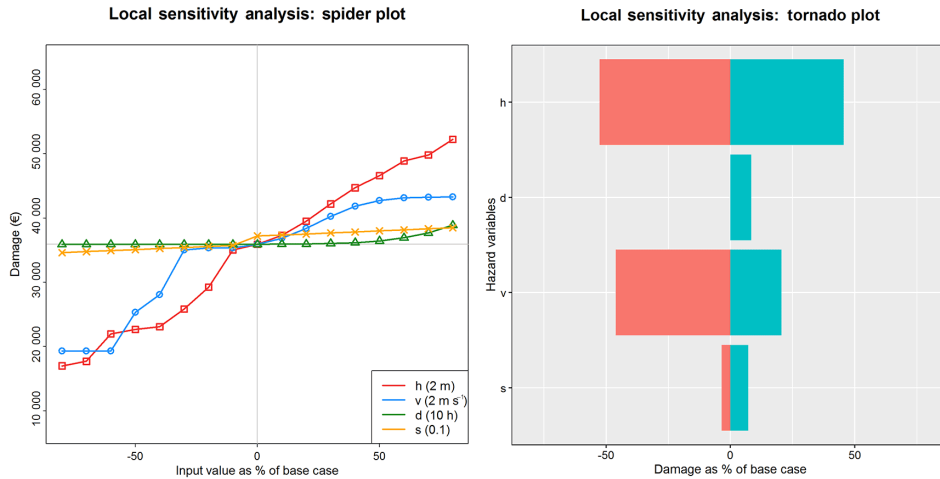 Local sensitivity analysis: spider plot
Damage (€)
60 000
50 000
40 000
30 000
20 000
10 000
h (2 m)
v (2 m s⁻¹)
d (10 h)
s (0.1)
-50
0
50
Input value as % of base case
Local sensitivity analysis: tornado plot
Hazard variables
h
d
v
s
-50
0
50
Damage as % of base case